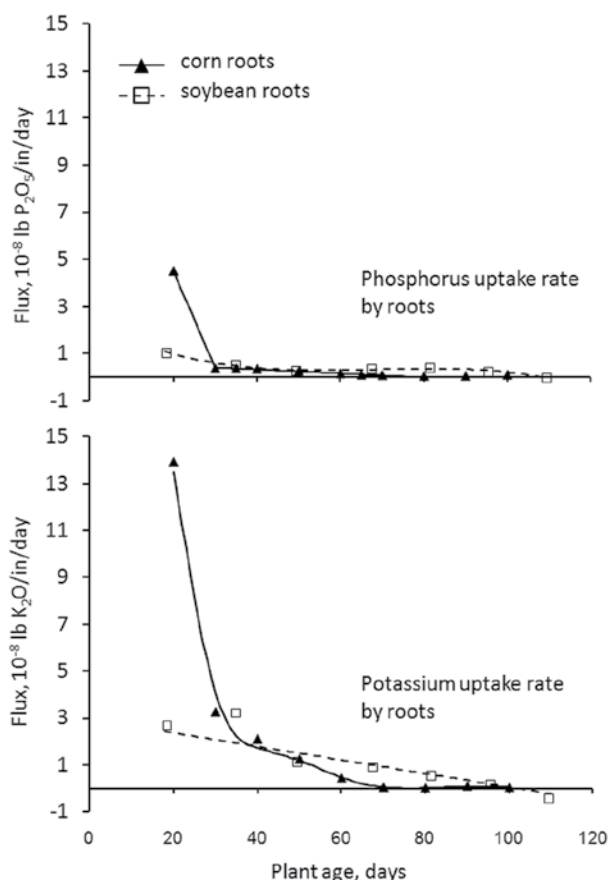 15
13
11
9
7
5
3
1
-1
Flux, 10⁻⁸ lb P₂O₅/in/day
corn roots
soybean roots
Phosphorus uptake rate
by roots
15
13
11
9
7
5
3
1
-1
Flux, 10⁻⁸ lb K₂O/in/day
Potassium uptake rate
by roots
0 20 40 60 80 100 120
Plant age, days